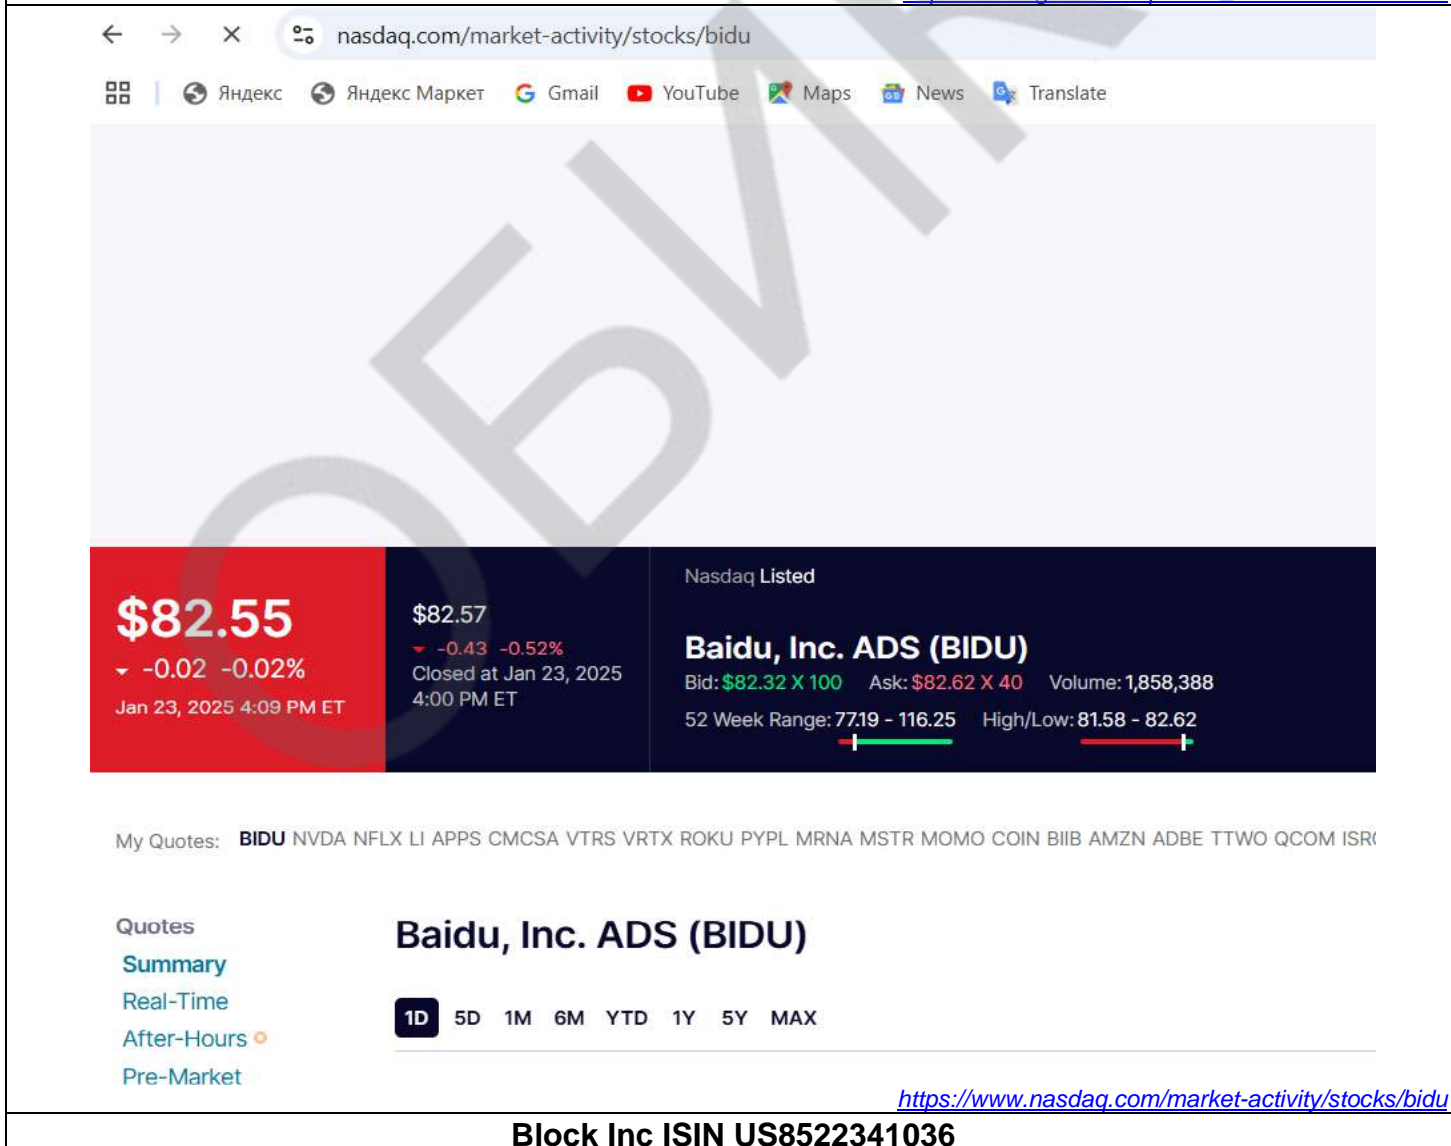 nasdaq.com/market-activity/stocks/bidu
Яндекс Яндекс Маркет Gmail YouTube Maps News Translate
ОБИ
$82.55
-0.02 -0.02%
Jan 23, 2025 4:09 PM ET
$82.57
-0.43 -0.52%
Closed at Jan 23, 2025
4:00 PM ET
Nasdaq Listed
Baidu, Inc. ADS (BIDU)
Bid: $82.32 X 100 Ask: $82.62 X 40 Volume: 1,858,388
52 Week Range: 77.19 - 116.25 High/Low: 81.58 - 82.62
My Quotes: BIDU NVDA NFLX LI APPS CMCSA VTRS VRTX ROKU PYPL MRNA MSTR MOMO COIN BIIB AMZN ADBE TTWO QCOM
Quotes
Summary
Real-Time
After-Hours
Pre-Market
Baidu, Inc. ADS (BIDU)
1D 5D 1M 6M YTD 1Y 5Y MAX
https://www.nasdaq.com/market-activity/stocks/bidu
Block Inc ISIN US8522341036